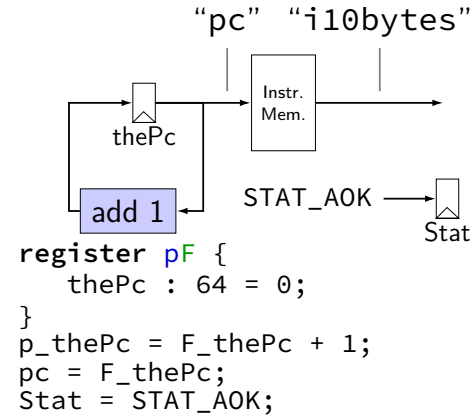 “pc” “i10bytes”
Instr.
Mem.
thePc
add 1
STAT_AOK
Stat
register pF {
thePc : 64 = 0;
}
p_thePc = F_thePc + 1;
pc = F_thePc;
Stat = STAT_AOK;